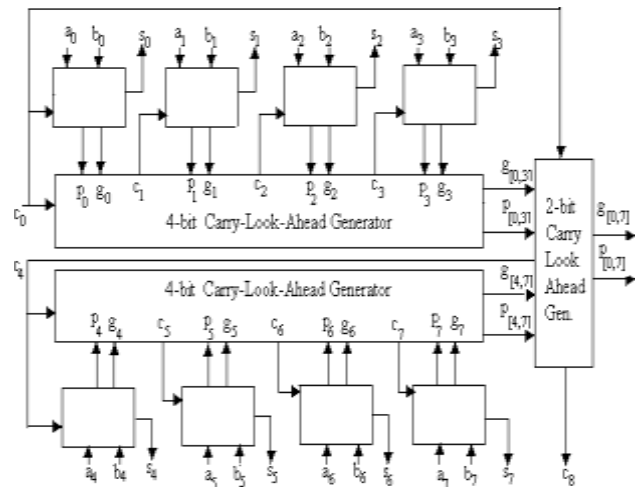 a0 b0 s0 a1 b1 s1 a2 b2 s2 a3 b3 s3
p0 g0 c1 p1 g1 c2 p2 g2 c3 p3 g3
c0
4-bit Carry-Look-Ahead Generator
g[0,3]
p[0,3]
2-bit
Carry
Look
Ahead
Gen.
g[0,7]
p[0,7]
c4
4-bit Carry-Look-Ahead Generator
g[4,7]
p[4,7]
p4 g4 c5 p5 g5 c6 p6 g6 c7 p7 g7
a4 b4 s4 a5 b5 s5 a6 b6 s6 a7 b7 s7
c8